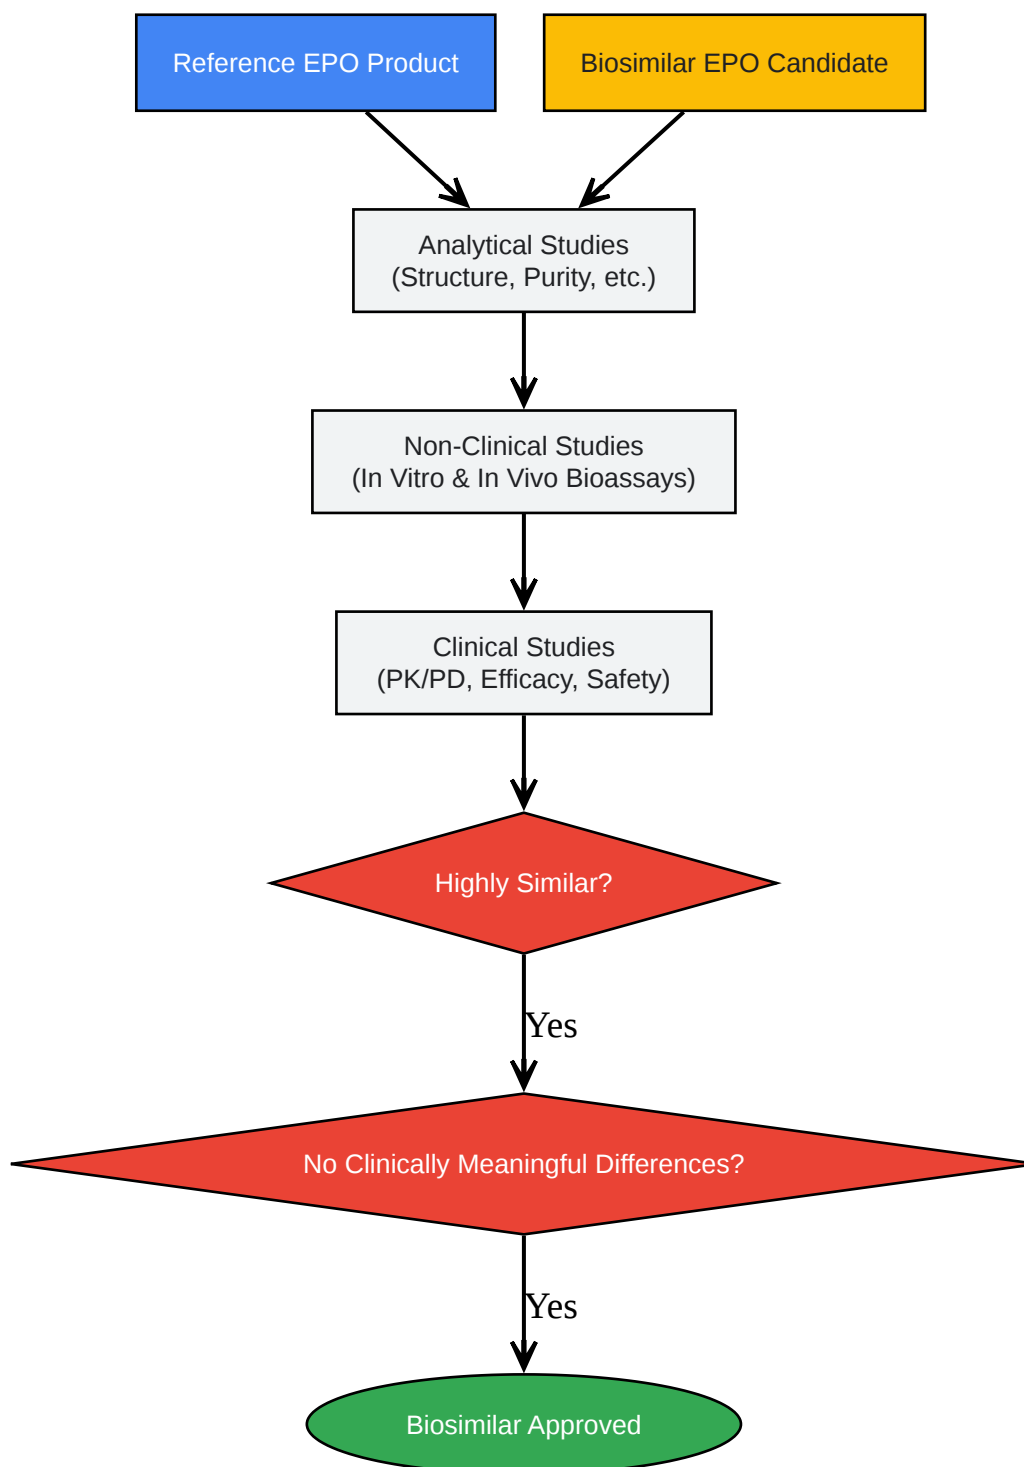 Reference EPO Product
Biosimilar EPO Candidate
Analytical Studies
(Structure, Purity, etc.)
Non-Clinical Studies
(In Vitro & In Vivo Bioassays)
Clinical Studies
(PK/PD, Efficacy, Safety)
Highly Similar?
Yes
No Clinically Meaningful Differences?
Yes
Biosimilar Approved